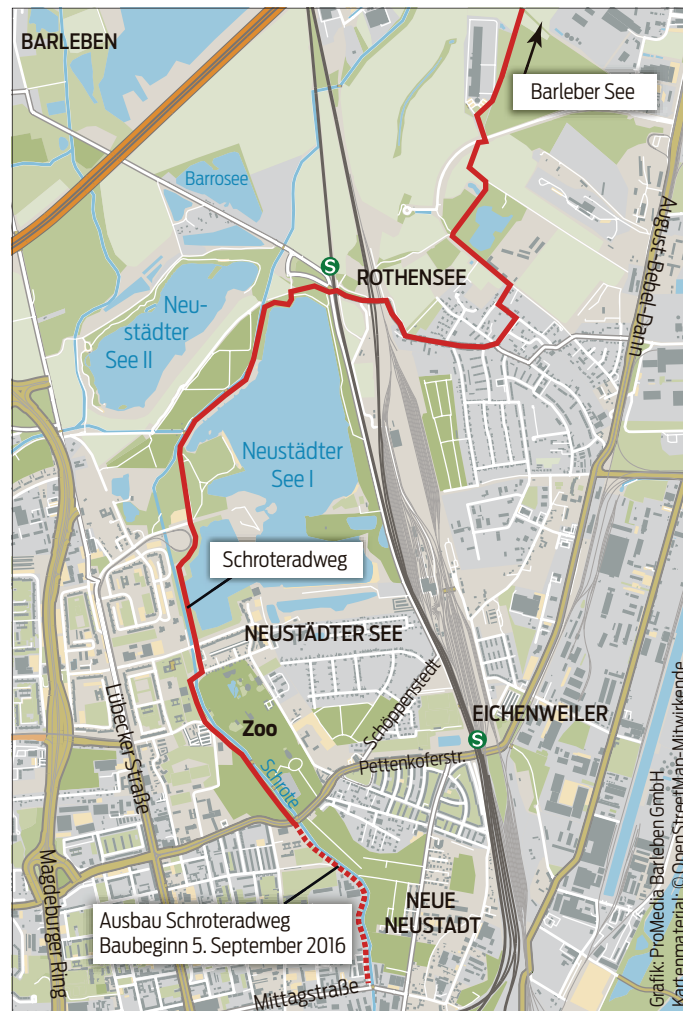 BARLEBEN
Barleber See
Barrosee
August-Bebel-Damm
S
ROTHENSEE
Neu-
städter
See II
Neustädter
See I
Schroteradweg
NEUSTÄDTER SEE
Schöppenstedt
Lübecker-Straße
Zoo
EICHENWEILER
S
Pettenkoferstr.
Schrote
Magdeburger Ring
Ausbau Schroteradweg
Baubeginn 5. September 2016
NEUE
NEUSTADT
Mittagstraße
Grafik: ProMedia Barleben GmbH
Kartenmaterial: ©OpenStreetMap-Mitwirkende